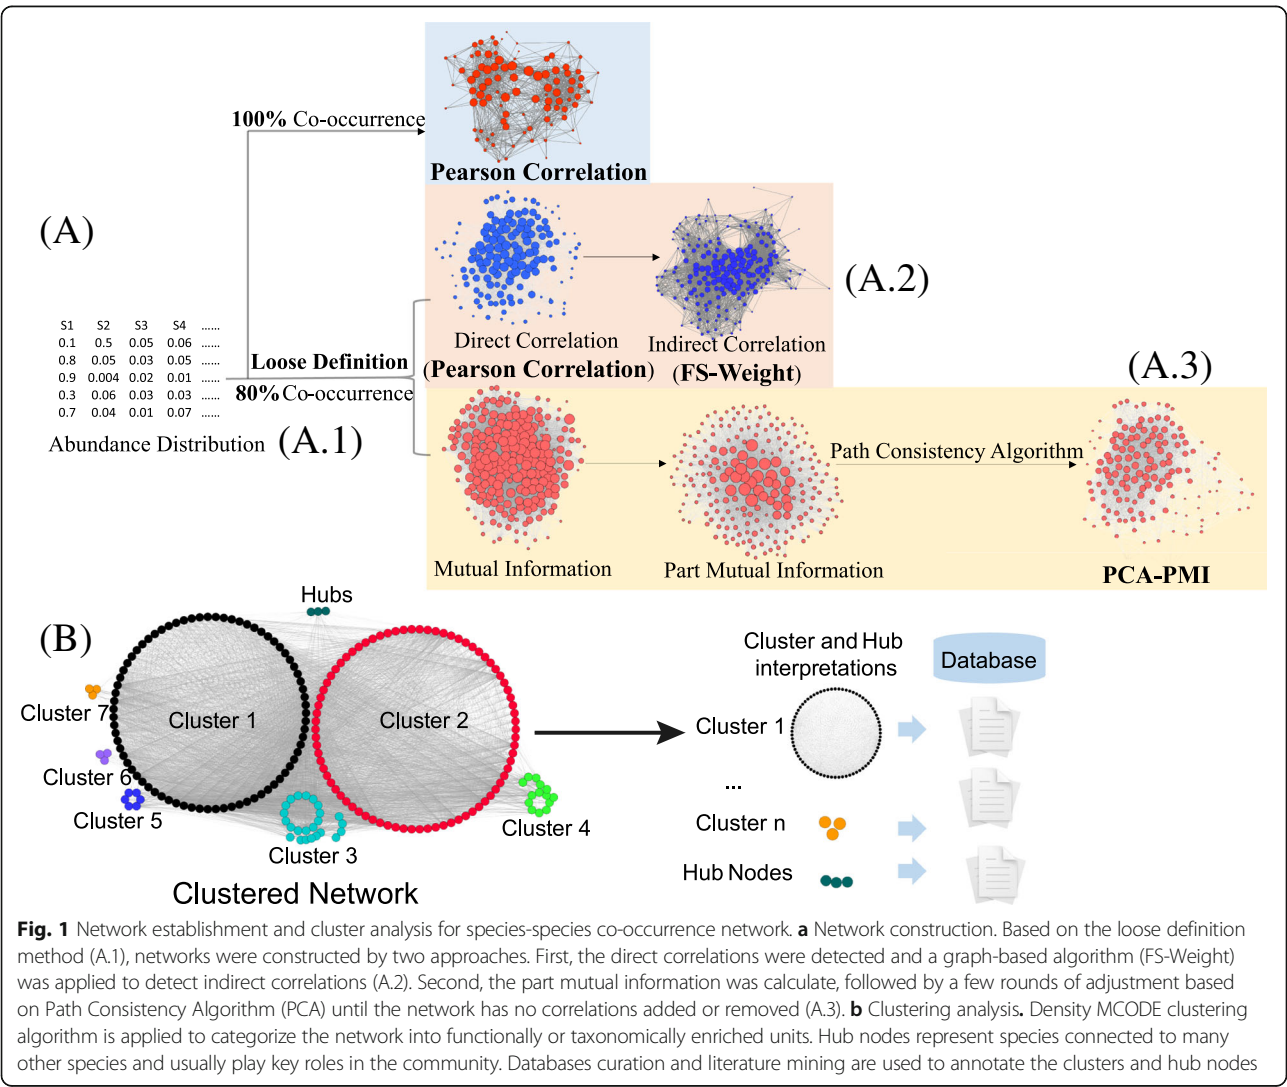 100% Co-occurrence
Pearson Correlation
(A)
(A.2)
Direct Correlation
(Pearson Correlation)
Indirect Correlation
(FS-Weight)
S1 S2 S3 S4 ......
0.1 0.5 0.05 0.06 ......
0.8 0.05 0.03 0.05 ......
0.9 0.004 0.02 0.01 ......
0.3 0.06 0.03 0.03 ......
0.7 0.04 0.01 0.07 ......
Abundance Distribution
(A.1)
Loose Definition
80% Co-occurrence
(A.3)
Path Consistency Algorithm
Mutual Information
Part Mutual Information
PCA-PMI
(B)
Hubs
Cluster 7
Cluster 1
Cluster 2
Cluster 6
Cluster 5
Cluster 3
Cluster 4
Clustered Network
Cluster and Hub
interpretations
Database
Cluster 1
...
Cluster n
Hub Nodes
Fig. 1 Network establishment and cluster analysis for species-species co-occurrence network. a Network construction. Based on the loose definition
method (A.1), networks were constructed by two approaches. First, the direct correlations were detected and a graph-based algorithm (FS-Weight)
was applied to detect indirect correlations (A.2). Second, the part mutual information was calculate, followed by a few rounds of adjustment based
on Path Consistency Algorithm (PCA) until the network has no correlations added or removed (A.3). b Clustering analysis. Density MCODE clustering
algorithm is applied to categorize the network into functionally or taxonomically enriched units. Hub nodes represent species connected to many
other species and usually play key roles in the community. Databases curation and literature mining are used to annotate the clusters and hub nodes